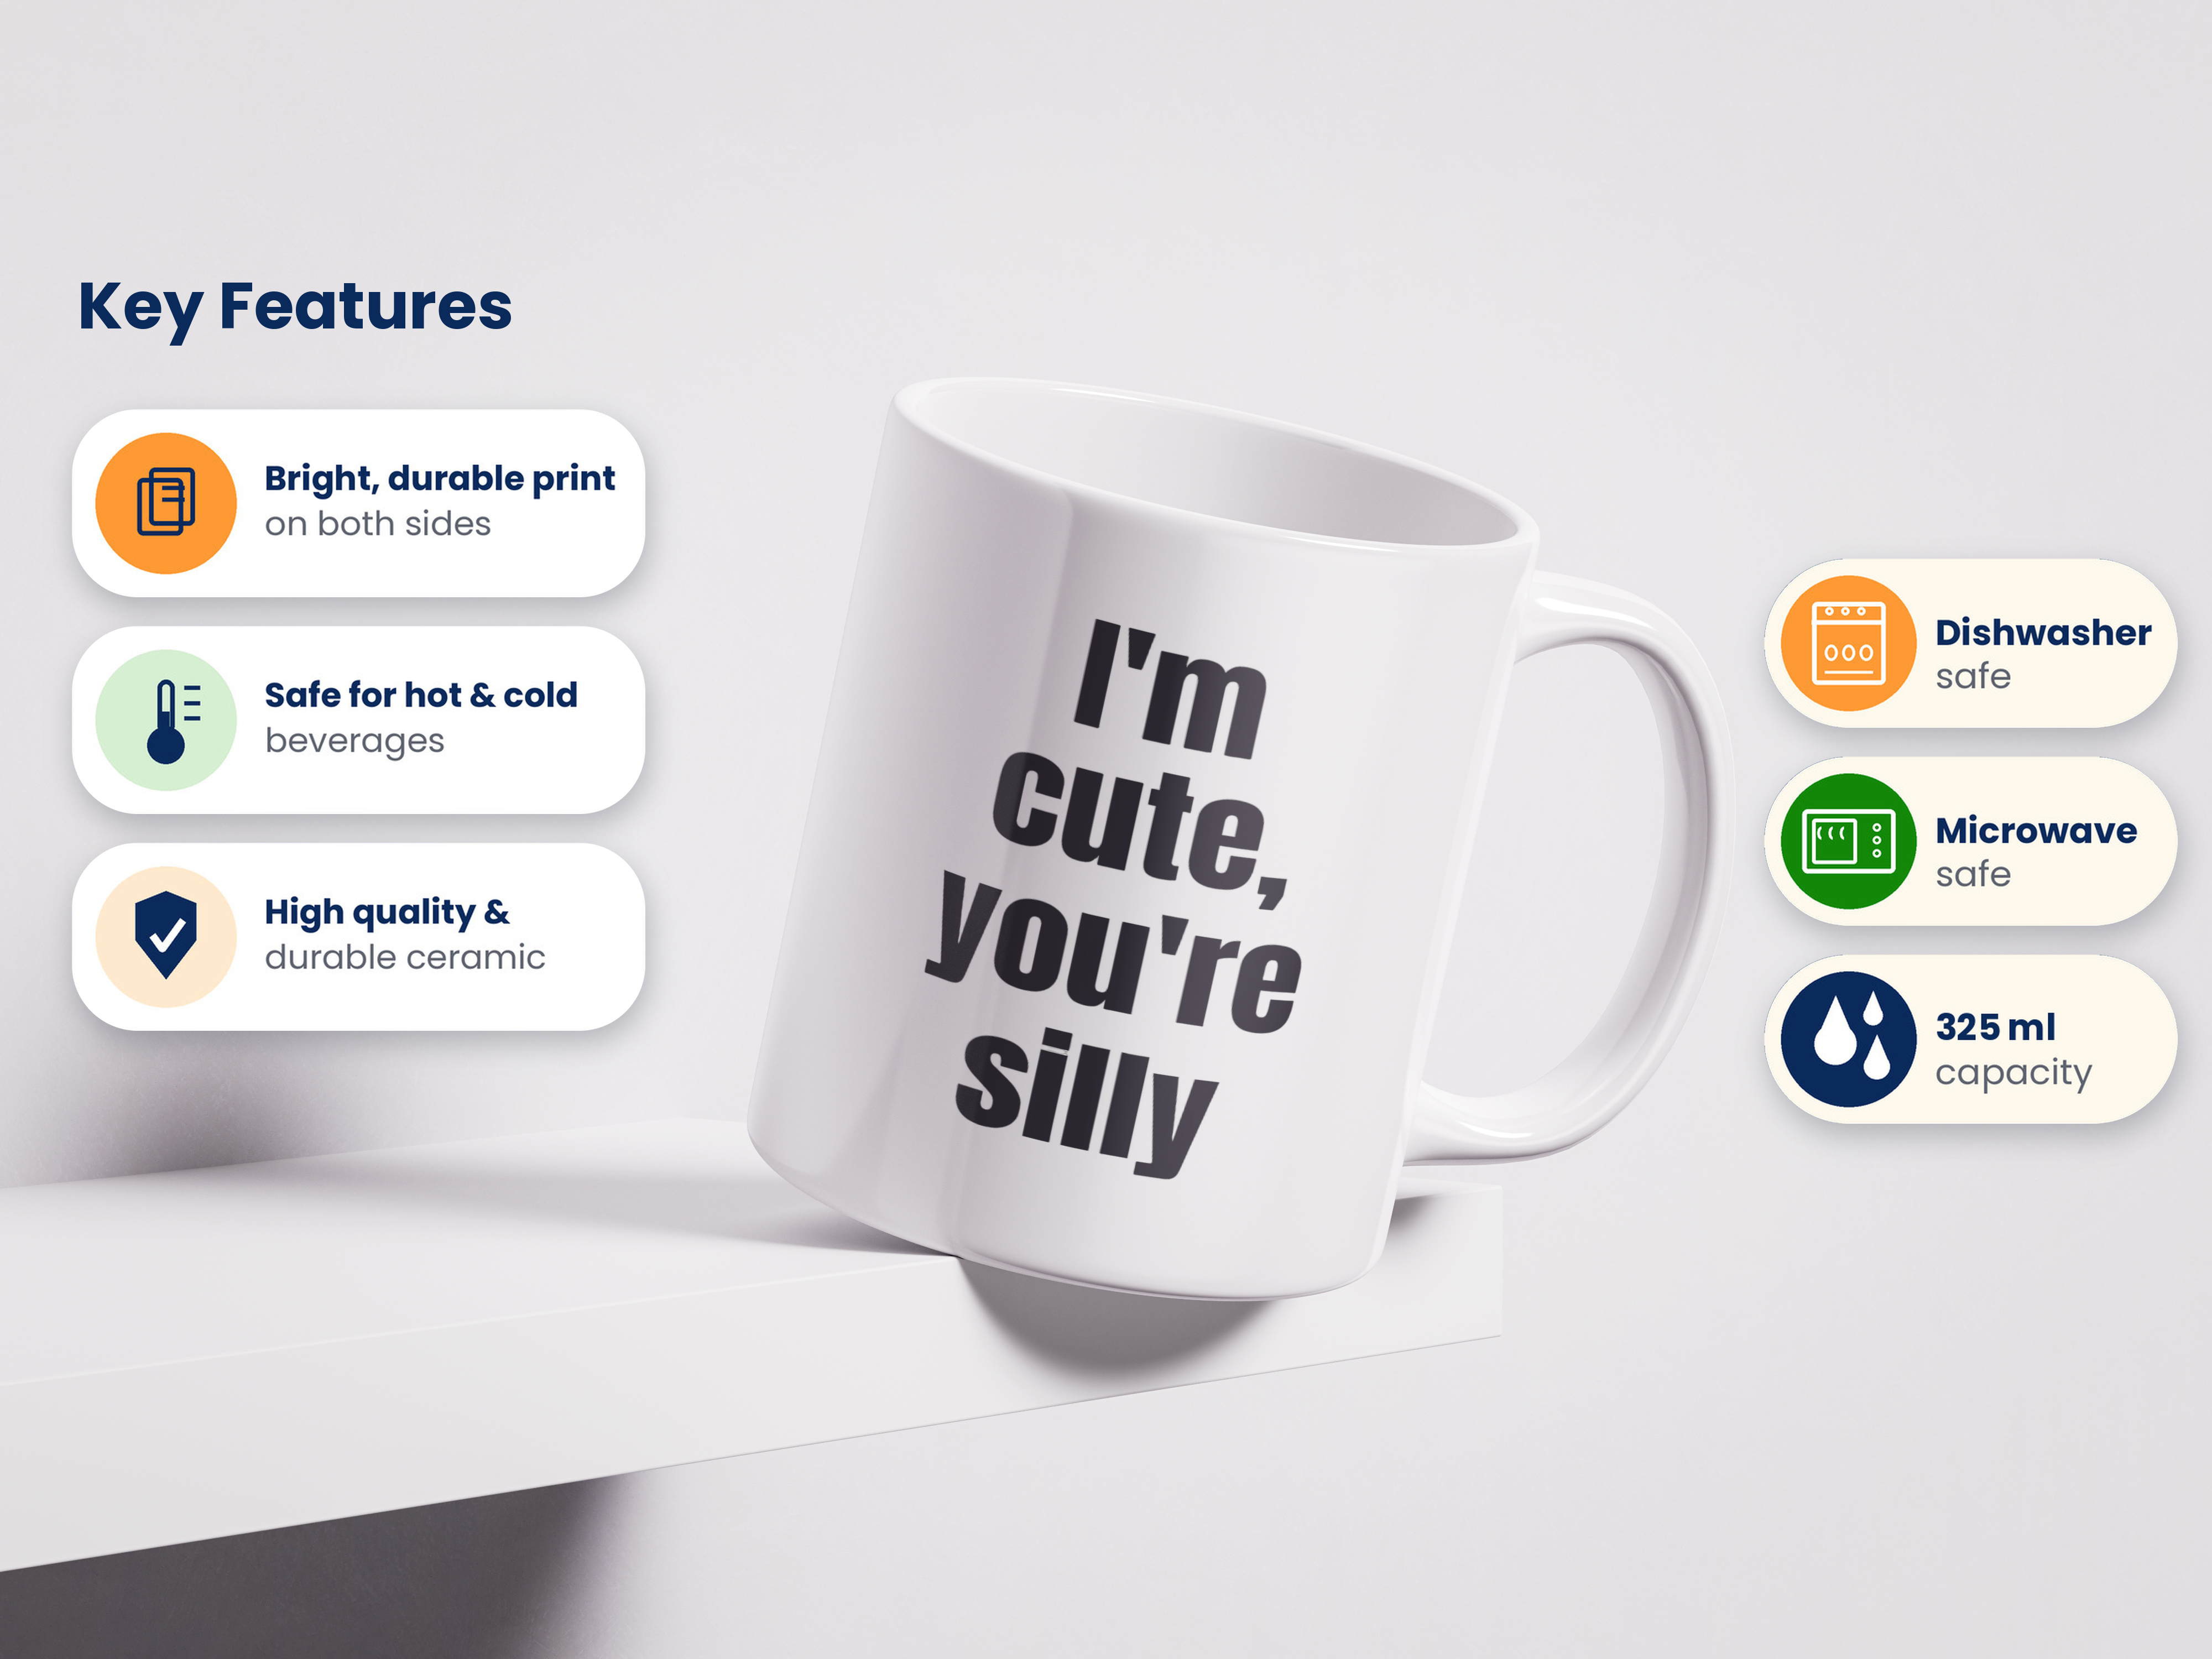 Key Features
Bright, durable print
on both sides
Safe for hot & cold
beverages
High quality &
durable ceramic
I'm
cute,
you're
silly
Dishwasher
safe
Microwave
safe
325 ml
capacity